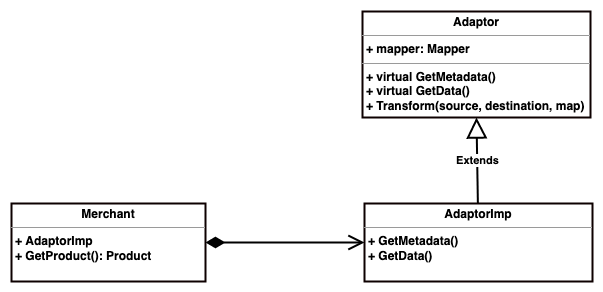 Adaptor
+ mapper: Mapper
+ virtual GetMetadata()
+ virtual GetData()
+ Transform(source, destination, map)
Extends
Merchant
+ AdaptorImp
+ GetProduct(): Product
AdaptorImp
+ GetMetadata()
+ GetData()